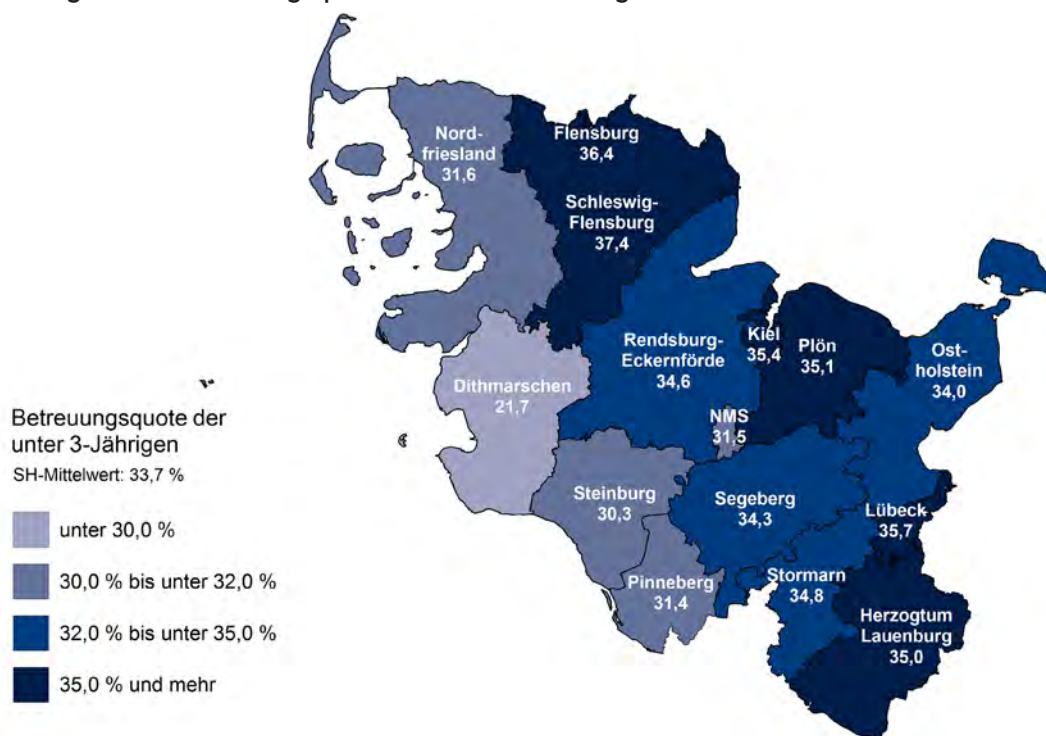 Nord-
friesland
31,6
Flensburg
36,4
Schleswig-
Flensburg
37,4
Rendsburg-
Eckernförde
34,6
Kiel
35,4
Plön
35,1
Ost-
holstein
34,0
Dithmarschen
21,7
NMS
31,5
Steinburg
30,3
Segeberg
34,3
Lübeck
35,7
Pinneberg
31,4
Stormarn
34,8
Herzogtum
Lauenburg
35,0
Betreuungsquote der
unter 3-Jährigen
SH-Mittelwert: 33,7 %
unter 30,0 %
30,0 % bis unter 32,0 %
32,0 % bis unter 35,0 %
35,0 % und mehr